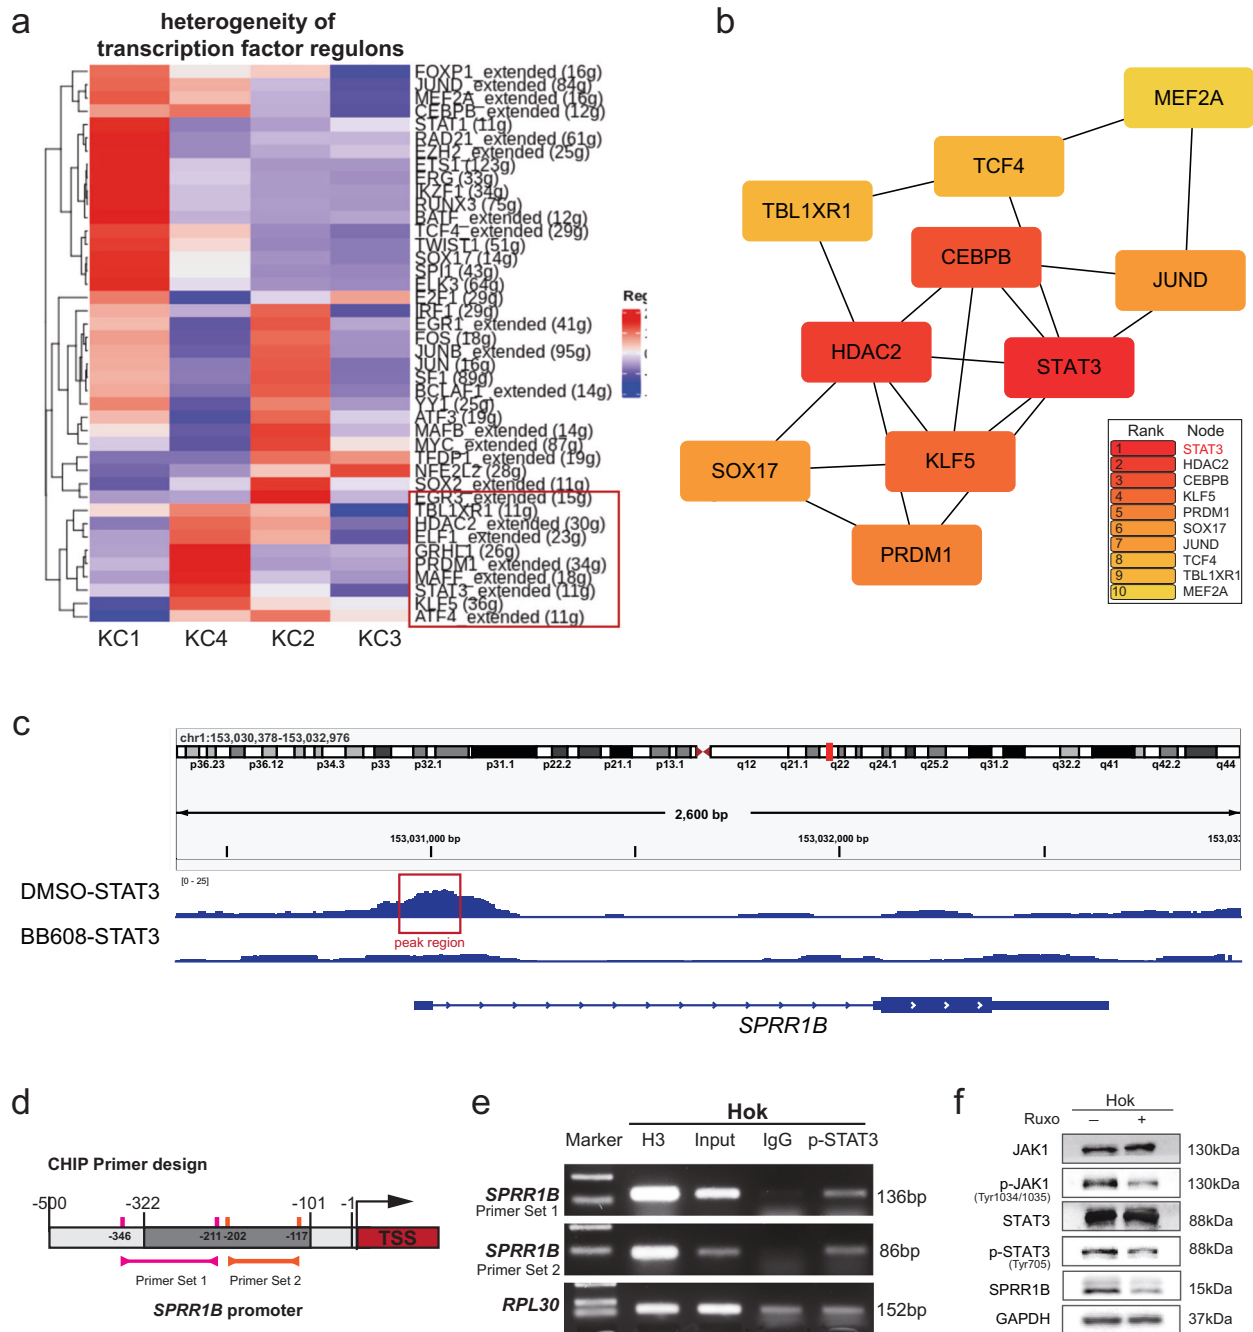 a
heterogeneity of
transcription factor regulons
FOXP1_extended (16g)
JUND_extended (84g)
MEF2A_extended (16g)
CEBPB_extended (12g)
STAT1 (11g)
RAD21_extended (61g)
EZH2_extended (25g)
ETS1 (123g)
ERG (33g)
IKZF1 (34g)
RUNX3 (75g)
BATF_extended (12g)
TCF4_extended (29g)
TWIST1 (51g)
SOX17 (14g)
SPI1 (43g)
ELK3 (64g)
E2F1 (29g)
IRF1 (29g)
EGR1_extended (41g)
FOS (18g)
JUNB_extended (95g)
JUN (16g)
SF1 (89g)
BCLAF1_extended (14g)
YY1 (25g)
ATF3 (19g)
MAFB_extended (14g)
MYC_extended (87g)
TFDP1_extended (19g)
NFE2L2 (28g)
SOX2_extended (11g)
EGR3_extended (15g)
TBL1XR1 (11g)
HDAC2_extended (30g)
ELF1_extended (23g)
GRHL1 (26g)
PRDM1_extended (34g)
MAFF_extended (18g)
STAT3_extended (11g)
KLF5 (36g)
ATF4_extended (11g)
KC1 KC4 KC2 KC3
Reg
b
MEF2A
TCF4
TBL1XR1
CEBPB
JUND
HDAC2
STAT3
KLF5
SOX17
PRDM1
Rank Node
1 STAT3
2 HDAC2
3 CEBPB
4 KLF5
5 PRDM1
6 SOX17
7 JUND
8 TCF4
9 TBL1XR1
10 MEF2A
c
chr1:153,030,378-153,032,976
p36.23 p36.12 p34.3 p33 p32.1 p31.1 p22.2 p21.1 p13.1 q12 q21.1 q22 q24.1 q25.2 q31.2 q32.2 q41 q42.2 q44
2,600 bp
153,031,000 bp 153,032,000 bp 153,033
[0 - 25]
DMSO-STAT3
peak region
BB608-STAT3
SPRR1B
d
CHIP Primer design
-500 -322 -101 -1
-346 -211 -202 -117 TSS
Primer Set 1 Primer Set 2
SPRR1B promoter
e
Hok
Marker H3 Input IgG p-STAT3
SPRR1B 136bp
Primer Set 1
SPRR1B 86bp
Primer Set 2
RPL30 152bp
f
Hok
Ruxo – +
JAK1 130kDa
p-JAK1 130kDa
(Tyr1034/1035)
STAT3 88kDa
p-STAT3 88kDa
(Tyr705)
SPRR1B 15kDa
GAPDH 37kDa